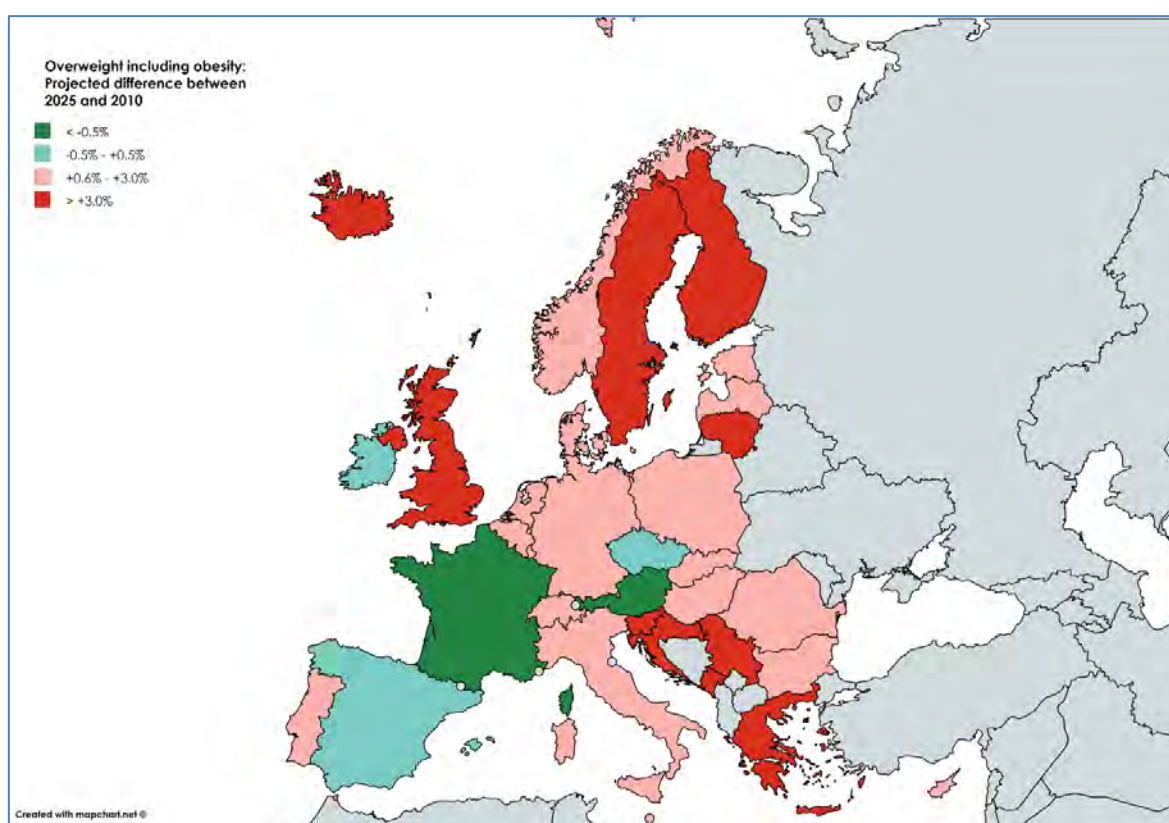 Overweight including obesity:
Projected difference between
2025 and 2010
< -0.5%
-0.5% - +0.5%
+0.6% - +3.0%
> +3.0%
Created with mapchart.net ©